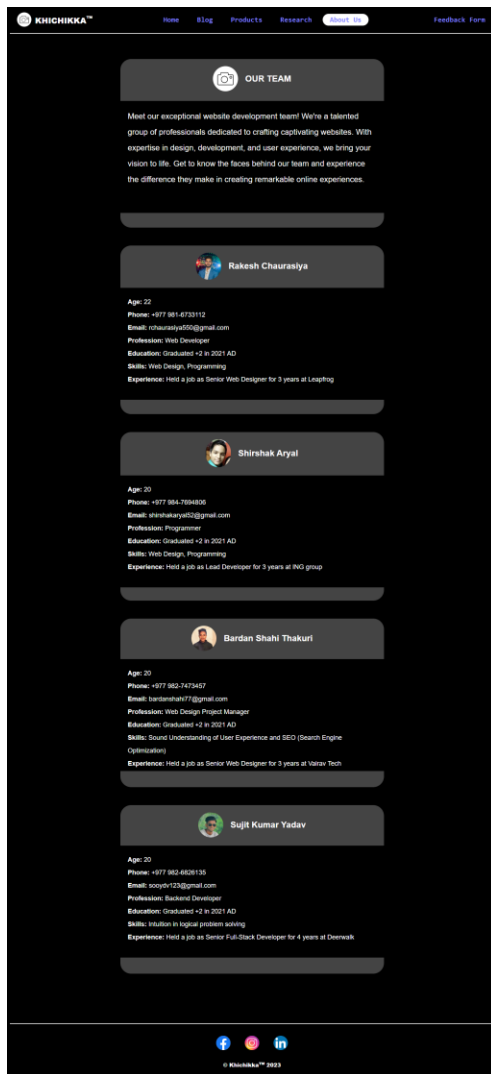 KHICHIKKA™
Home Blog Products Research About Us Feedback Form
OUR TEAM
Meet our exceptional website development team! We're a talented
group of professionals dedicated to crafting captivating websites. With
expertise in design, development, and user experience, we bring your
vision to life. Get to know the faces behind our team and experience
the difference they make in creating remarkable online experiences.
Rakesh Chaurasiya
Age: 22
Phone: +977 981-6733112
Email: rchaurasiya550@gmail.com
Profession: Web Developer
Education: Graduated +2 in 2021 AD
Skills: Web Design, Programming
Experience: Held a job as Senior Web Designer for 3 years at Leapfrog
Shirshak Aryal
Age: 20
Phone: +977 984-7694806
Email: shirshakaryal52@gmail.com
Profession: Programmer
Education: Graduated +2 in 2021 AD
Skills: Web Design, Programming
Experience: Held a job as Lead Developer for 3 years at ING group
Bardan Shahi Thakuri
Age: 20
Phone: +977 982-7473457
Email: bardanshahi77@gmail.com
Profession: Web Design Project Manager
Education: Graduated +2 in 2021 AD
Skills: Sound Understanding of User Experience and SEO (Search Engine
Optimization)
Experience: Held a job as Senior Web Designer for 3 years at Vairav Tech
Sujit Kumar Yadav
Age: 20
Phone: +977 982-6826135
Email: sooydv123@gmail.com
Profession: Backend Developer
Education: Graduated +2 in 2021 AD
Skills: Intuition in logical problem solving
Experience: Held a job as Senior Full-Stack Developer for 4 years at Deerwalk
© Khichikka™ 2023